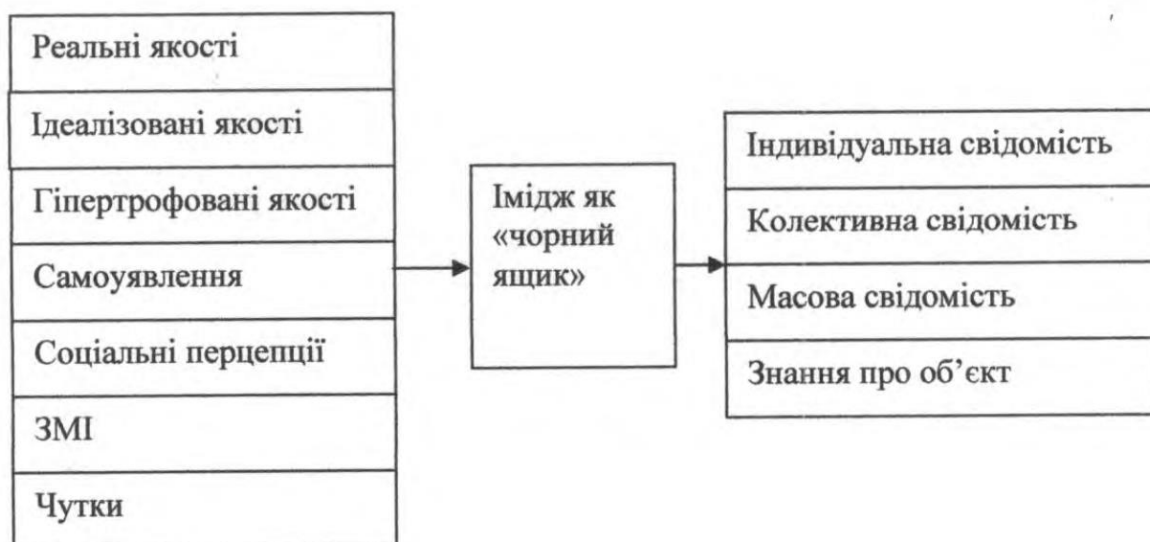 Реальні якості
Ідеалізовані якості
Гіпертрофовані якості
Самоуявлення
Соціальні перцепції
ЗМІ
Чутки
Імідж як
«чорний
ящик»
Індивідуальна свідомість
Колективна свідомість
Масова свідомість
Знання про об’єкт